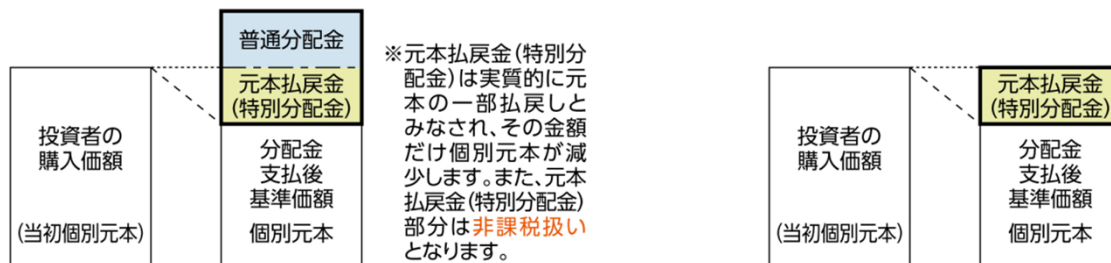 普通分配金
元本払戻金
(特別分配金)
投資者の
購入価額
(当初個別元本)
分配金
支払後
基準価額
個別元本
※元本払戻金(特別分
配金)は実質的に元
本の一部払戻しと
みなされ、その金額
だけ個別元本が減
少します。また、元本
払戻金(特別分配金)
部分は非課税扱い
となります。
投資者の
購入価額
(当初個別元本)
元本払戻金
(特別分配金)
分配金
支払後
基準価額
個別元本